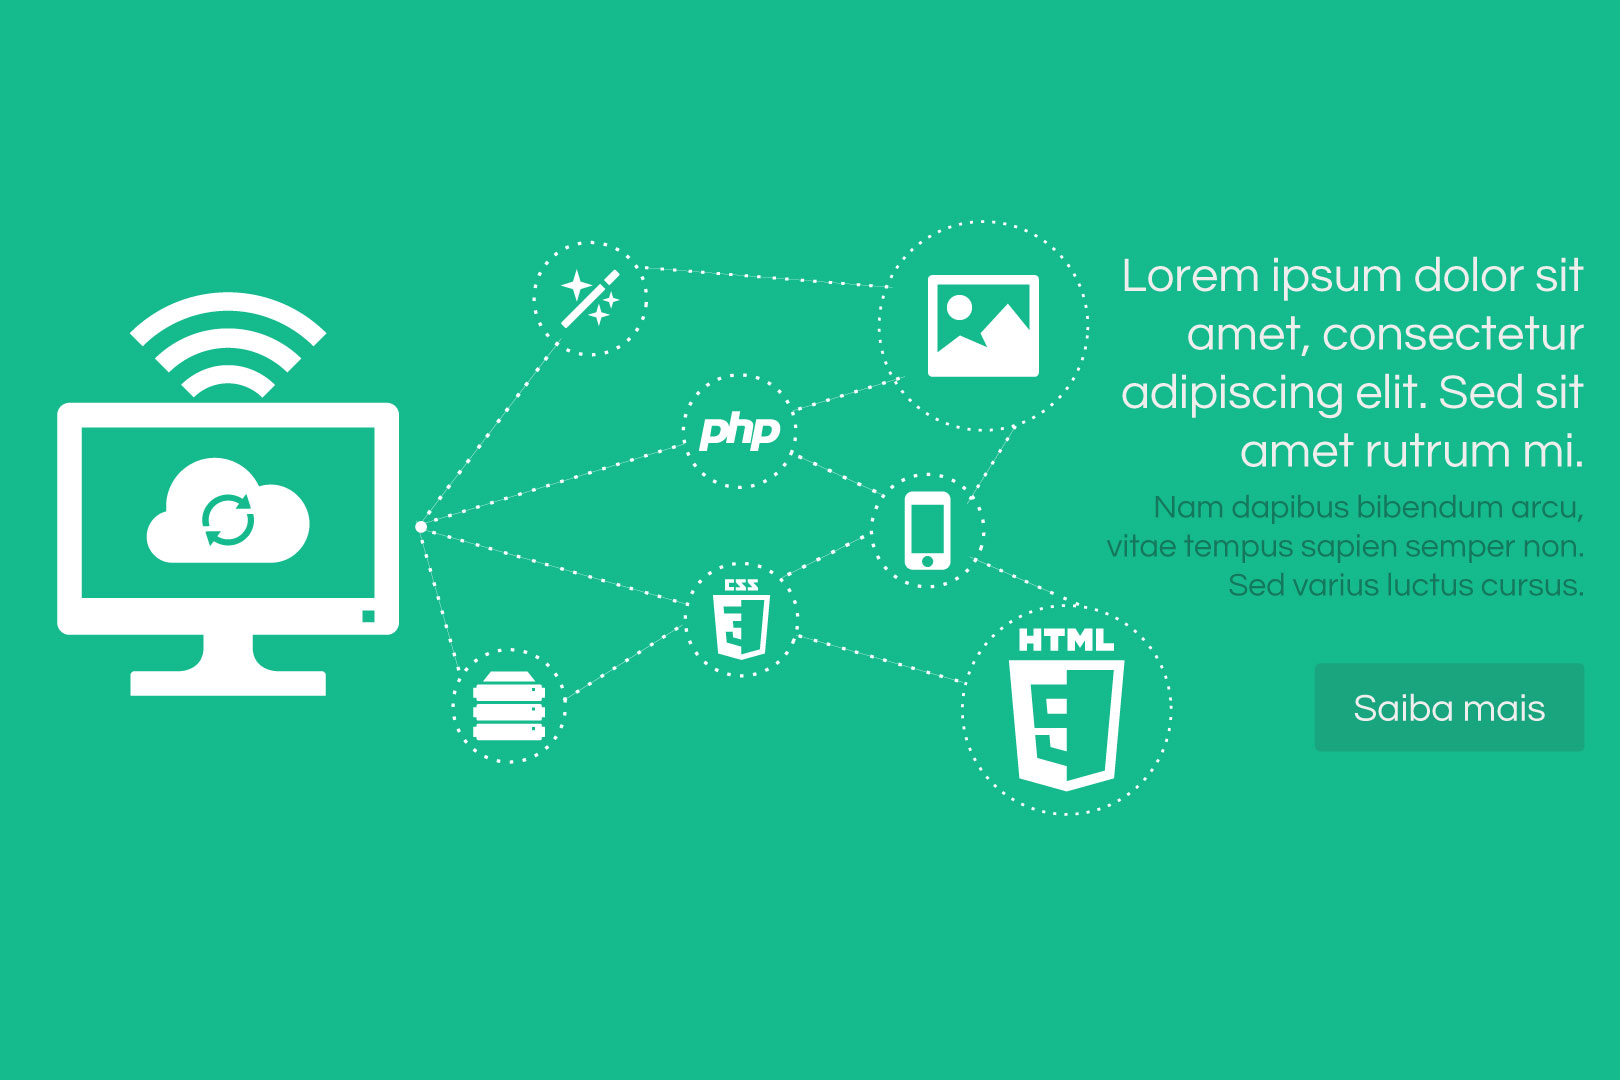 Lorem ipsum dolor sit
amet, consectetur
adipiscing elit. Sed sit
amet rutrum mi.
Nam dapibus bibendum arcu,
vitae tempus sapien semper non.
Sed varius luctus cursus.
Saiba mais
php
CSS
HTML